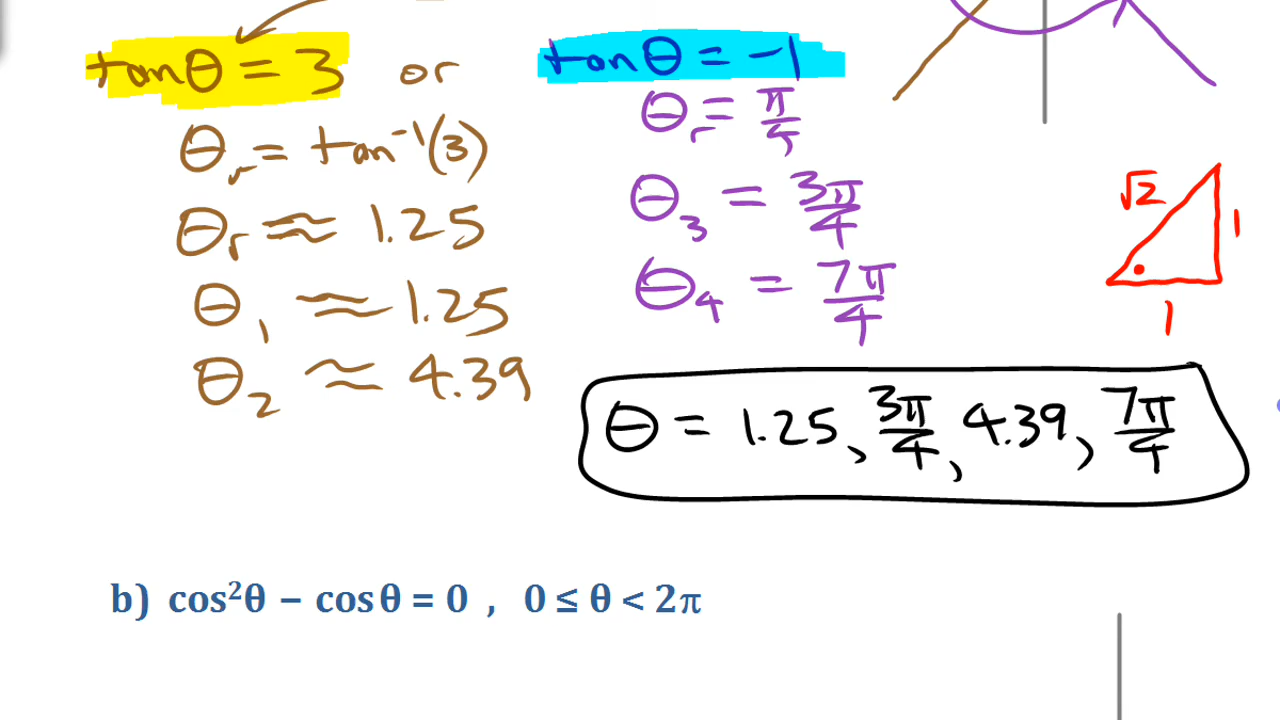 tanθ = 3 or tanθ = -1
θᵣ = tan⁻¹(3)
θᵣ ≈ 1.25
θ₁ ≈ 1.25
θ₂ ≈ 4.39
θᵣ = π/4
θ₃ = 3π/4
θ₄ = 7π/4
√2
1
1
θ = 1.25, 3π/4, 4.39, 7π/4
b) cos²θ − cos θ = 0 , 0 ≤ θ < 2π